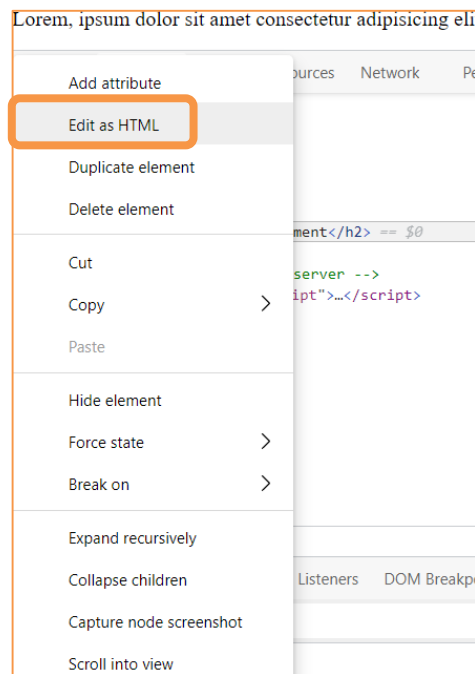 Lorem, ipsum dolor sit amet consectetur adipisicing eli
ources Network Pe
Add attribute
Edit as HTML
Duplicate element
Delete element
ment</h2> == $0
Cut
server -->
Copy
ipt">…</script>
Paste
Hide element
Force state
Break on
Expand recursively
Collapse children
Listeners DOM Breakp
Capture node screenshot
Scroll into view